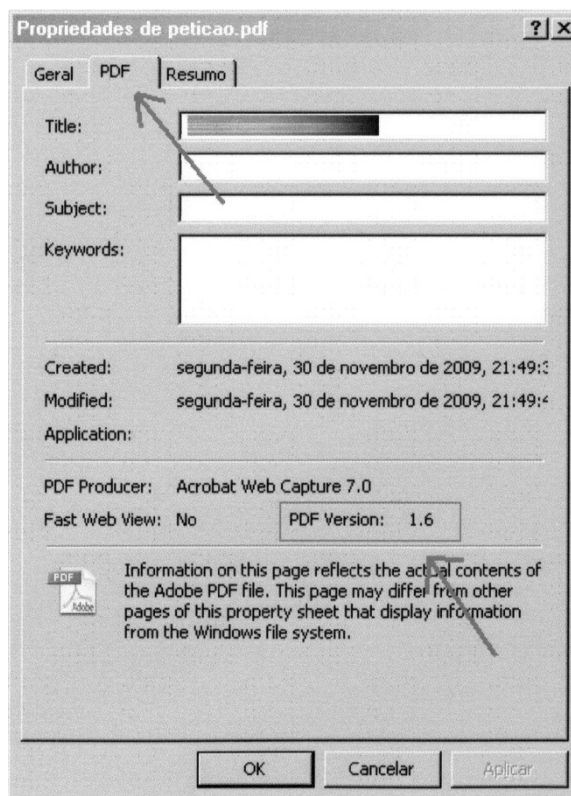 Propriedades de peticao.pdf
Geral PDF Resumo
Title:
Author:
Subject:
Keywords:
Created: segunda-feira, 30 de novembro de 2009, 21:49:3
Modified: segunda-feira, 30 de novembro de 2009, 21:49:4
Application:
PDF Producer: Acrobat Web Capture 7.0
Fast Web View: No PDF Version: 1.6
PDF
Adobe
Information on this page reflects the actual contents of
the Adobe PDF file. This page may differ from other
pages of this property sheet that display information
from the Windows file system.
OK Cancelar Aplicar